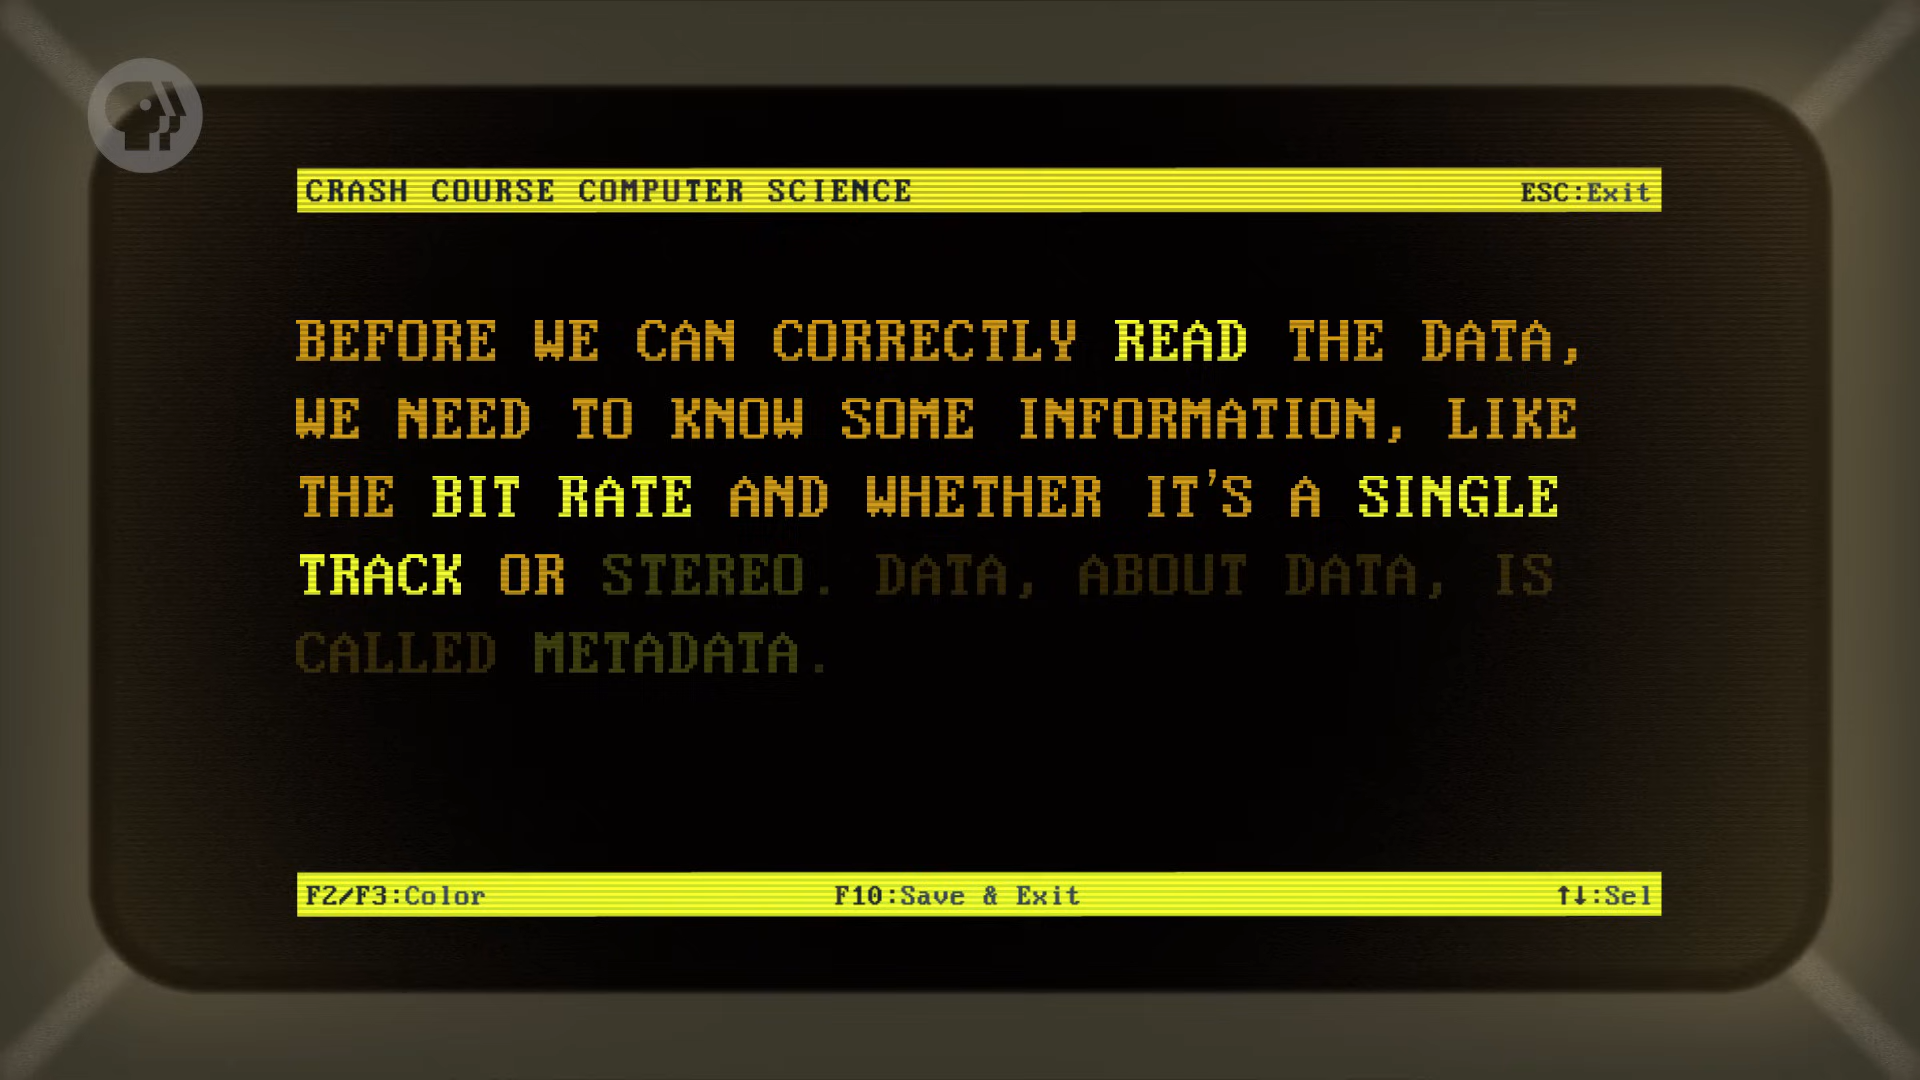 CRASH COURSE COMPUTER SCIENCE ESC:Exit
BEFORE WE CAN CORRECTLY READ THE DATA,
WE NEED TO KNOW SOME INFORMATION, LIKE
THE BIT RATE AND WHETHER IT'S A SINGLE
TRACK OR STEREO. DATA, ABOUT DATA, IS
CALLED METADATA.
F2/F3:Color F10:Save & Exit ↑↓:Sel